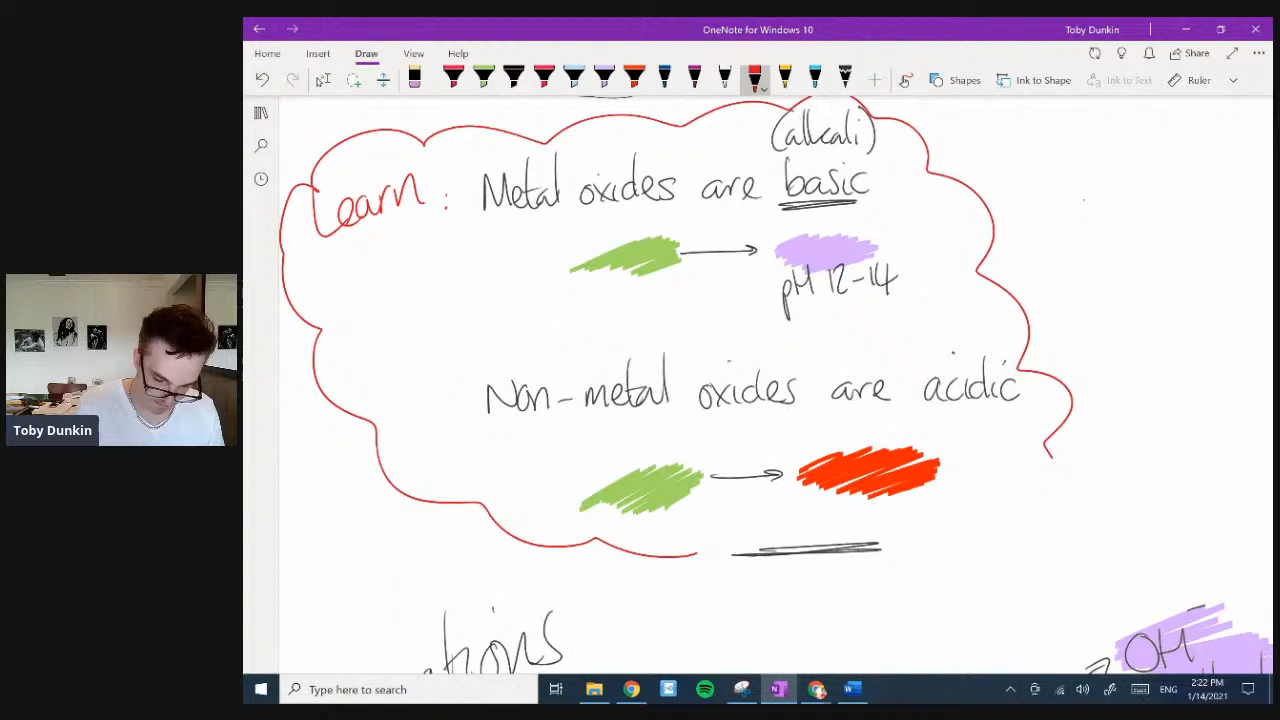 OneNote for Windows 10
Toby Dunkin
Home Insert Draw View Help
Share
Shapes Ink to Shape Ink to Text Ruler
(alkali)
Learn: Metal oxides are basic
pH 12-14
Non-metal oxides are acidic
Toby Dunkin
OH
Type here to search
ENG
2:22 PM
1/14/2021